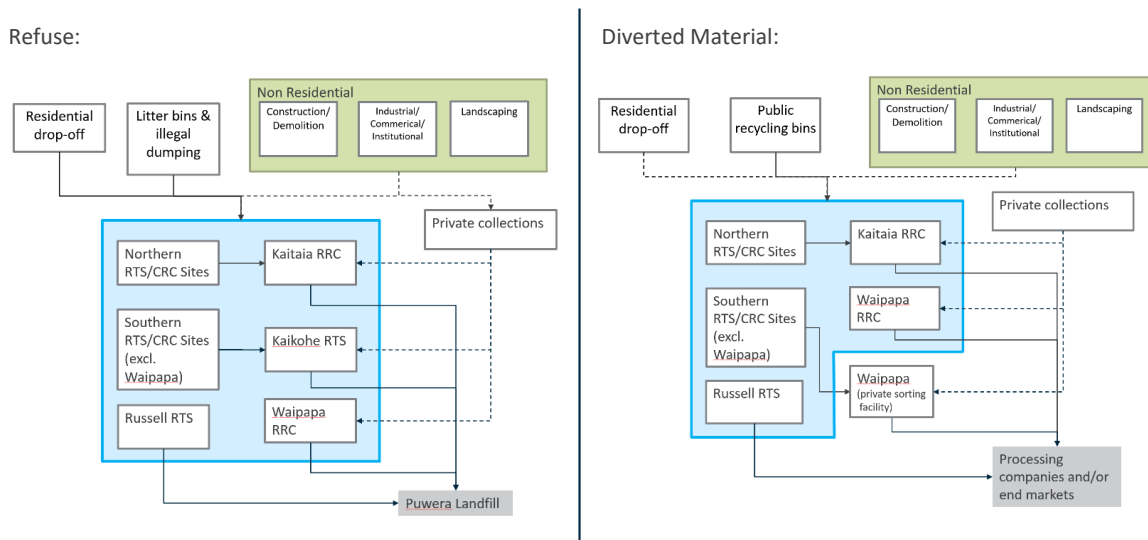 Refuse:
Residential
drop-off
Litter bins &
illegal
dumping
Non Residential
Construction/
Demolition
Industrial/
Commerical/
Institutional
Landscaping
Private collections
Northern
RTS/CRC Sites
Kaitaia RRC
Southern
RTS/CRC Sites
(excl.
Waipapa)
Kaikohe RTS
Russell RTS
Waipapa
RRC
Puwera Landfill
Diverted Material:
Residential
drop-off
Public
recycling bins
Non Residential
Construction/
Demolition
Industrial/
Commerical/
Institutional
Landscaping
Private collections
Northern
RTS/CRC Sites
Kaitaia RRC
Southern
RTS/CRC Sites
(excl.
Waipapa)
Waipapa
RRC
Russell RTS
Waipapa
(private sorting
facility)
Processing
companies and/or
end markets